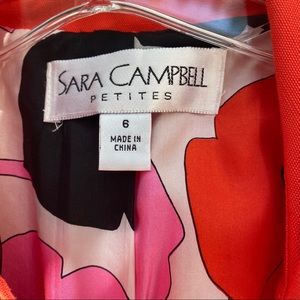 SARA CAMPBELL
PETITES
6
MADE IN
CHINA